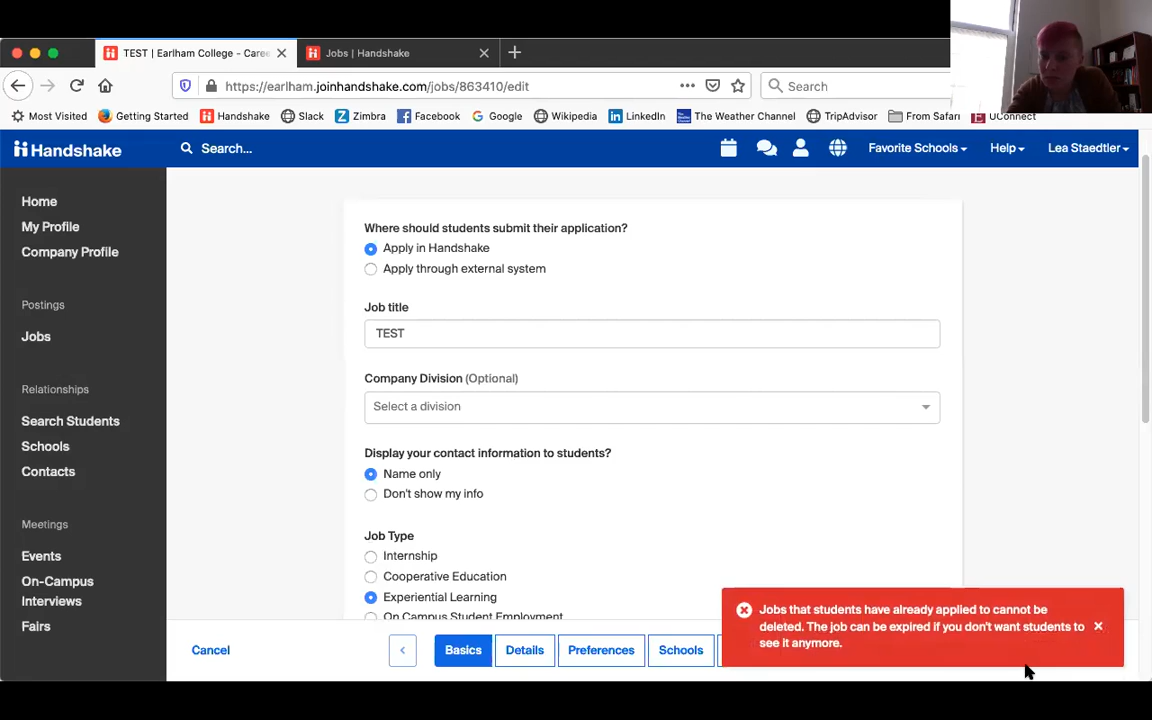 TEST | Earlham College - Caree
Jobs | Handshake
https://earlham.joinhandshake.com/jobs/863410/edit
Search
Most Visited Getting Started Handshake Slack Zimbra Facebook Google Wikipedia LinkedIn The Weather Channel TripAdvisor From Safari UConnect
Handshake Search... Favorite Schools Help Lea Staedtler
Home
My Profile
Company Profile
Postings
Jobs
Relationships
Search Students
Schools
Contacts
Meetings
Events
On-Campus
Interviews
Fairs
Where should students submit their application?
Apply in Handshake
Apply through external system
Job title
TEST
Company Division (Optional)
Select a division
Display your contact information to students?
Name only
Don't show my info
Job Type
Internship
Cooperative Education
Experiential Learning
On Campus Student Employment
Cancel < Basics Details Preferences Schools
Jobs that students have already applied to cannot be
deleted. The job can be expired if you don't want students to
see it anymore.